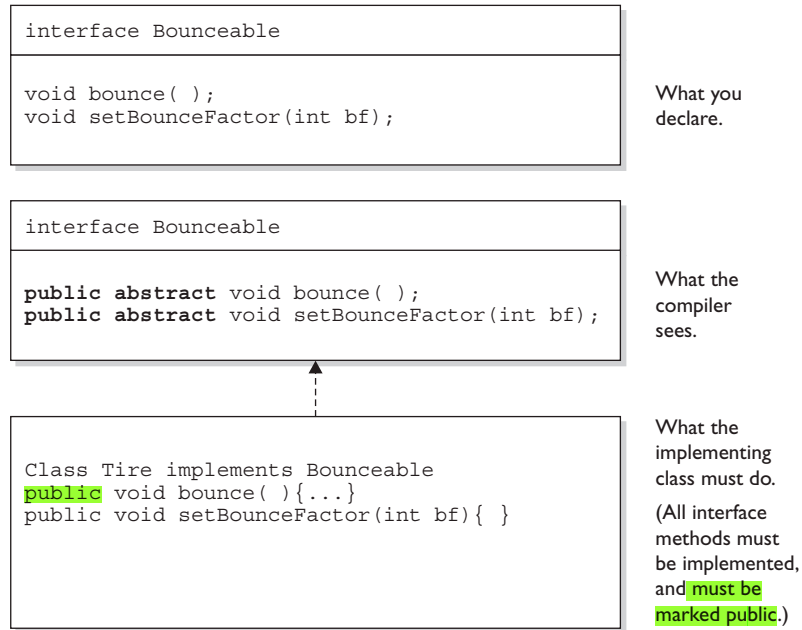 interface Bounceable
void bounce( );
void setBounceFactor(int bf);
What you
declare.
interface Bounceable
public abstract void bounce( );
public abstract void setBounceFactor(int bf);
What the
compiler
sees.
Class Tire implements Bounceable
public void bounce( ){...}
public void setBounceFactor(int bf){ }
What the
implementing
class must do.
(All interface
methods must
be implemented,
and must be
marked public.)